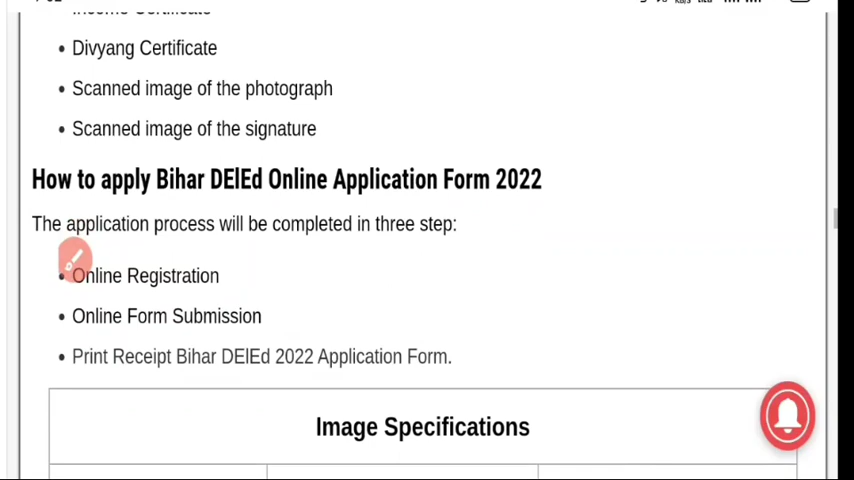 Divyang Certificate
Scanned image of the photograph
Scanned image of the signature
How to apply Bihar DElEd Online Application Form 2022
The application process will be completed in three step:
Online Registration
Online Form Submission
Print Receipt Bihar DElEd 2022 Application Form.
Image Specifications